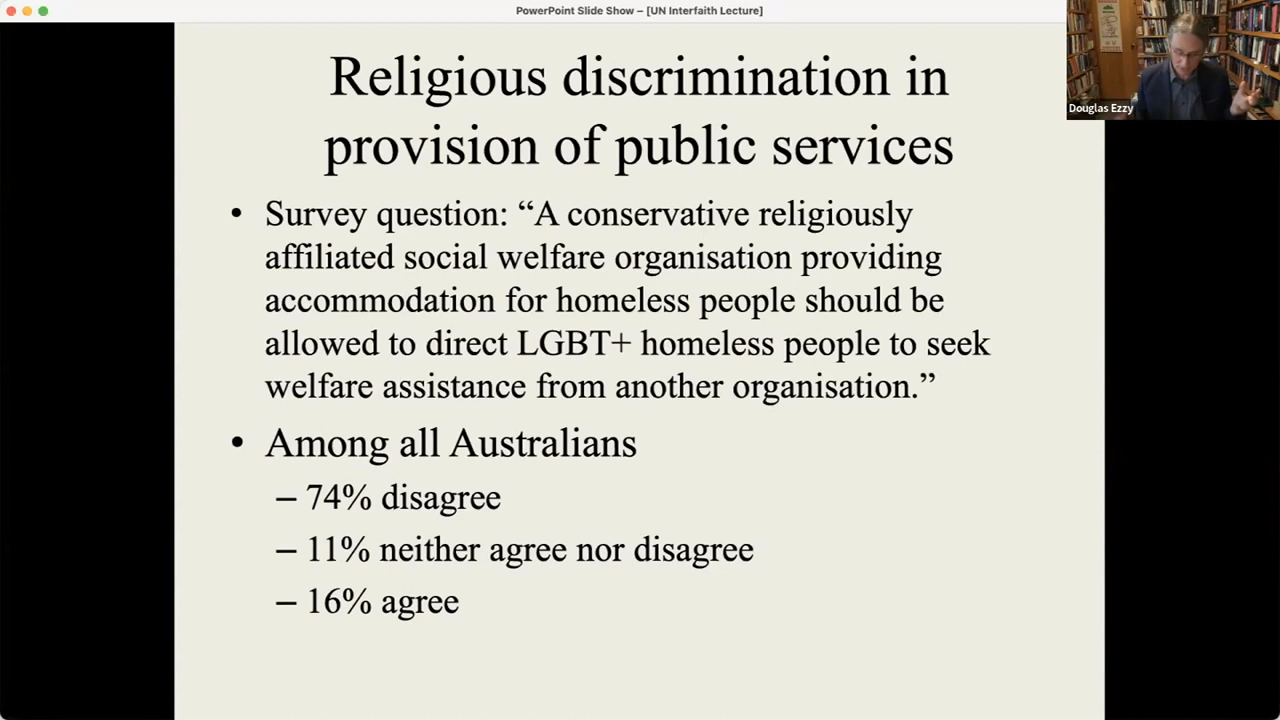 PowerPoint Slide Show – [UN Interfaith Lecture]
Religious discrimination in
provision of public services
• Survey question: “A conservative religiously
affiliated social welfare organisation providing
accommodation for homeless people should be
allowed to direct LGBT+ homeless people to seek
welfare assistance from another organisation.”
• Among all Australians
– 74% disagree
– 11% neither agree nor disagree
– 16% agree
Douglas Ezzy